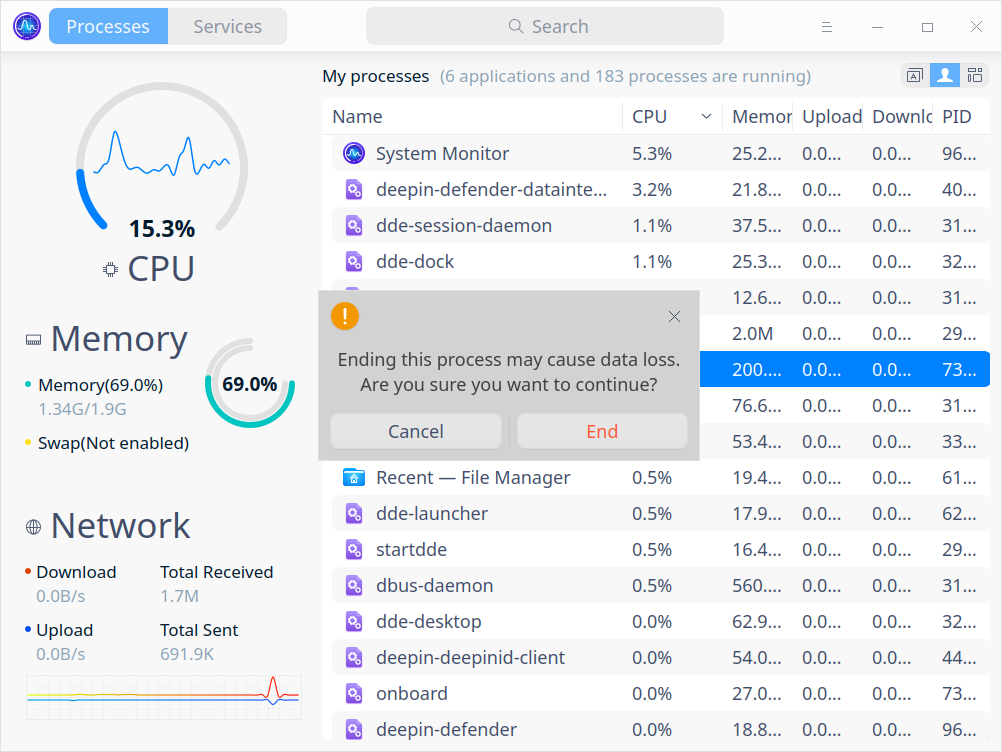 Processes
Services
Search
My processes (6 applications and 183 processes are running)
Name CPU Memor Upload Downlo PID
System Monitor 5.3% 25.2... 0.0... 0.0... 96...
deepin-defender-datainte... 3.2% 21.8... 0.0... 0.0... 40...
dde-session-daemon 1.1% 37.5... 0.0... 0.0... 31...
dde-dock 1.1% 25.3... 0.0... 0.0... 32...
12.6... 0.0... 0.0... 31...
2.0M 0.0... 0.0... 29...
200.... 0.0... 0.0... 73...
76.6... 0.0... 0.0... 31...
53.4... 0.0... 0.0... 33...
Recent — File Manager 0.5% 19.4... 0.0... 0.0... 61...
dde-launcher 0.5% 17.9... 0.0... 0.0... 62...
startdde 0.5% 16.4... 0.0... 0.0... 29...
dbus-daemon 0.5% 560.... 0.0... 0.0... 31...
dde-desktop 0.0% 62.9... 0.0... 0.0... 32...
deepin-deepinid-client 0.0% 54.0... 0.0... 0.0... 44...
onboard 0.0% 27.0... 0.0... 0.0... 73...
deepin-defender 0.0% 18.8... 0.0... 0.0... 96...
15.3%
CPU
Memory
Memory(69.0%)
1.34G/1.9G
Swap(Not enabled)
69.0%
Network
Download Total Received
0.0B/s 1.7M
Upload Total Sent
0.0B/s 691.9K
Ending this process may cause data loss.
Are you sure you want to continue?
Cancel
End